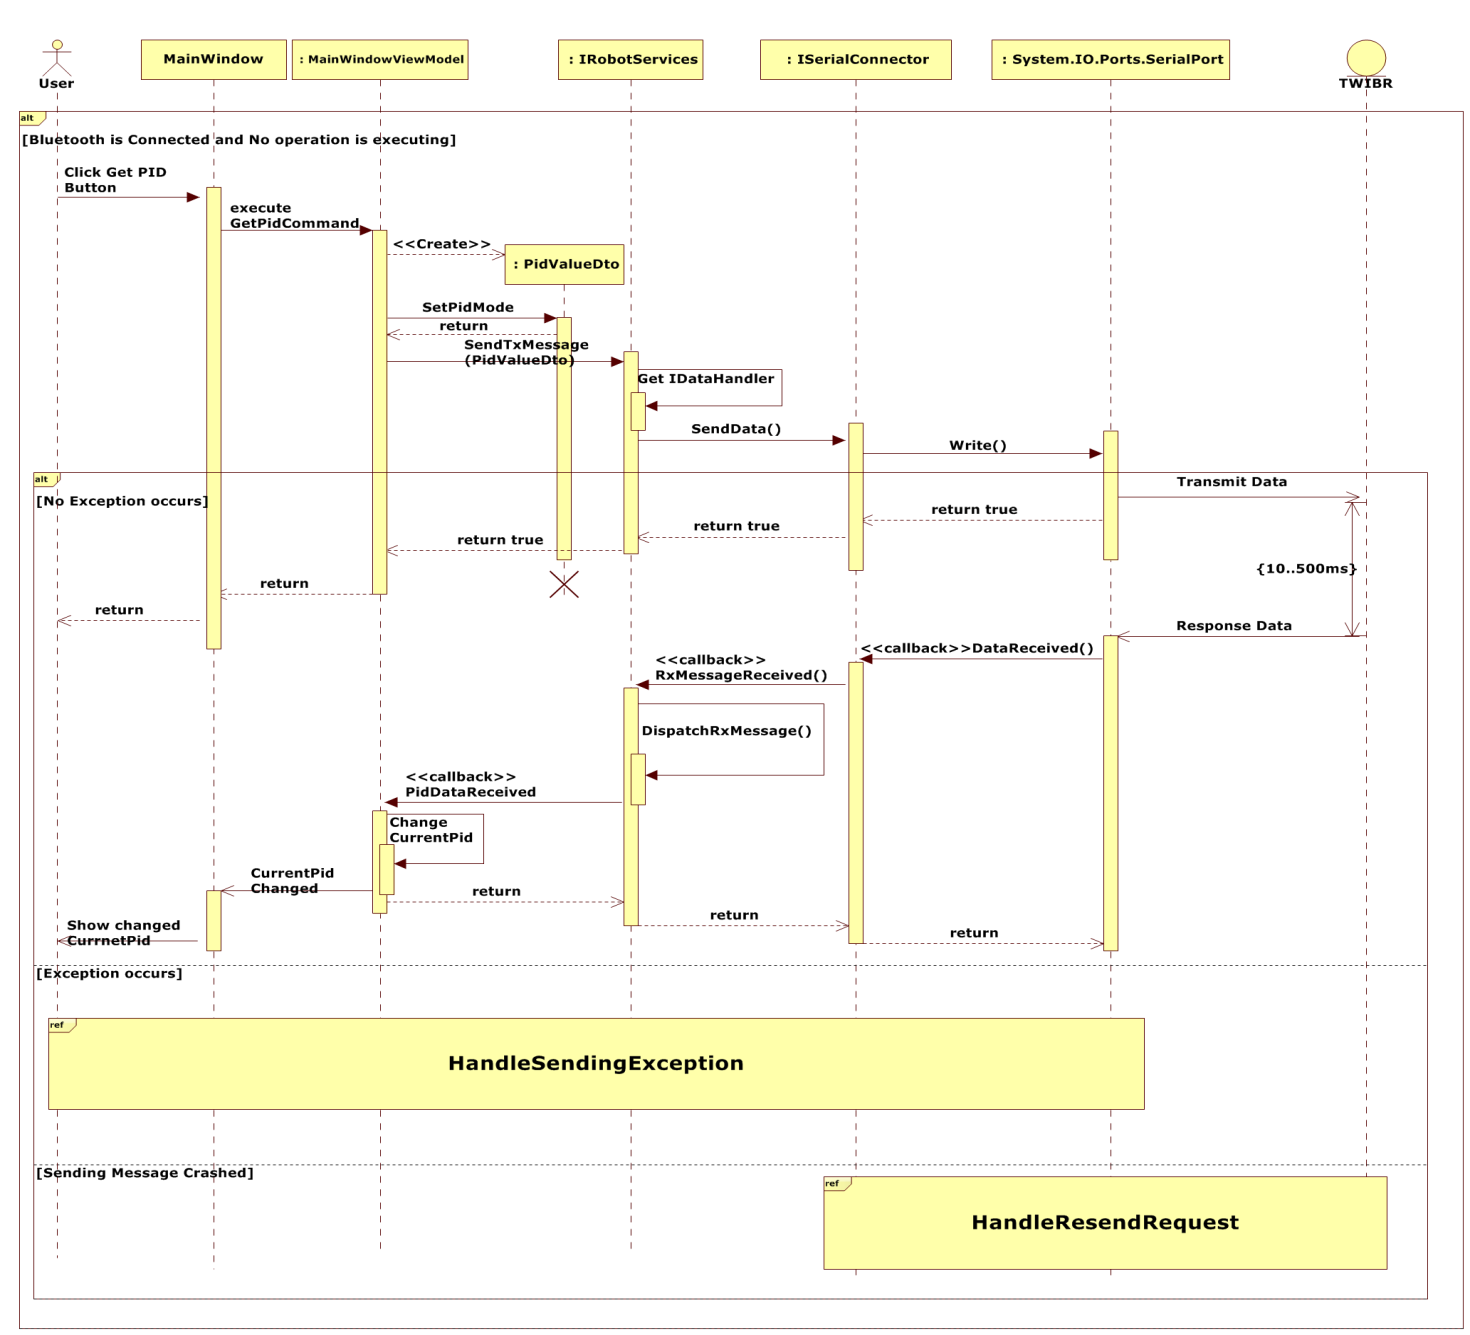 User
MainWindow
: MainWindowViewModel
: IRobotServices
: ISerialConnector
: System.IO.Ports.SerialPort
TWIBR
alt
[Bluetooth is Connected and No operation is executing]
Click Get PID
Button
execute
GetPidCommand
<<Create>>
: PidValueDto
SetPidMode
return
SendTxMessage
(PidValueDto)
Get IDataHandler
SendData()
Write()
alt
[No Exception occurs]
Transmit Data
return true
return true
return true
{10..500ms}
return
return
Response Data
<<callback>>DataReceived()
<<callback>>
RxMessageReceived()
DispatchRxMessage()
<<callback>>
PidDataReceived
Change
CurrentPid
CurrentPid
Changed
return
return
Show changed
CurrnetPid
return
[Exception occurs]
ref
HandleSendingException
[Sending Message Crashed]
ref
HandleResendRequest